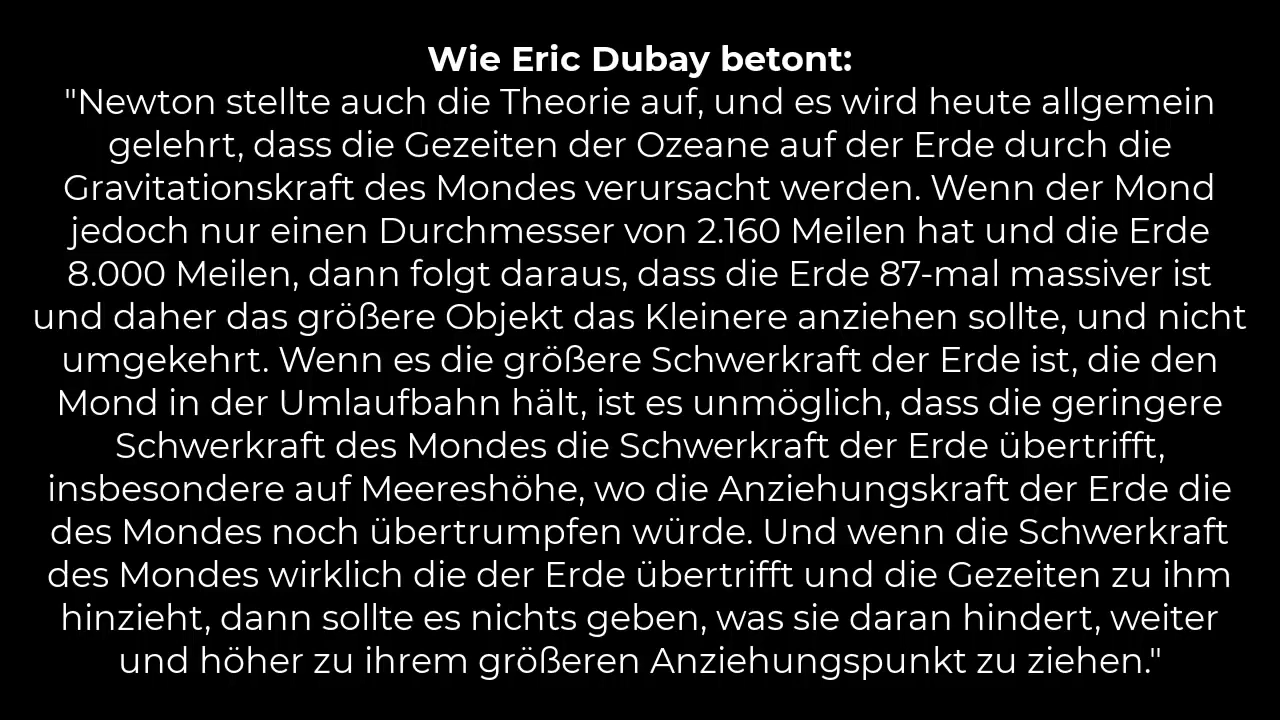 Wie Eric Dubay betont:
"Newton stellte auch die Theorie auf, und es wird heute allgemein
gelehrt, dass die Gezeiten der Ozeane auf der Erde durch die
Gravitationskraft des Mondes verursacht werden. Wenn der Mond
jedoch nur einen Durchmesser von 2.160 Meilen hat und die Erde
8.000 Meilen, dann folgt daraus, dass die Erde 87-mal massiver ist
und daher das größere Objekt das Kleinere anziehen sollte, und nicht
umgekehrt. Wenn es die größere Schwerkraft der Erde ist, die den
Mond in der Umlaufbahn hält, ist es unmöglich, dass die geringere
Schwerkraft des Mondes die Schwerkraft der Erde übertrifft,
insbesondere auf Meereshöhe, wo die Anziehungskraft der Erde die
des Mondes noch übertrumpfen würde. Und wenn die Schwerkraft
des Mondes wirklich die der Erde übertrifft und die Gezeiten zu ihm
hinzieht, dann sollte es nichts geben, was sie daran hindert, weiter
und höher zu ihrem größeren Anziehungspunkt zu ziehen."